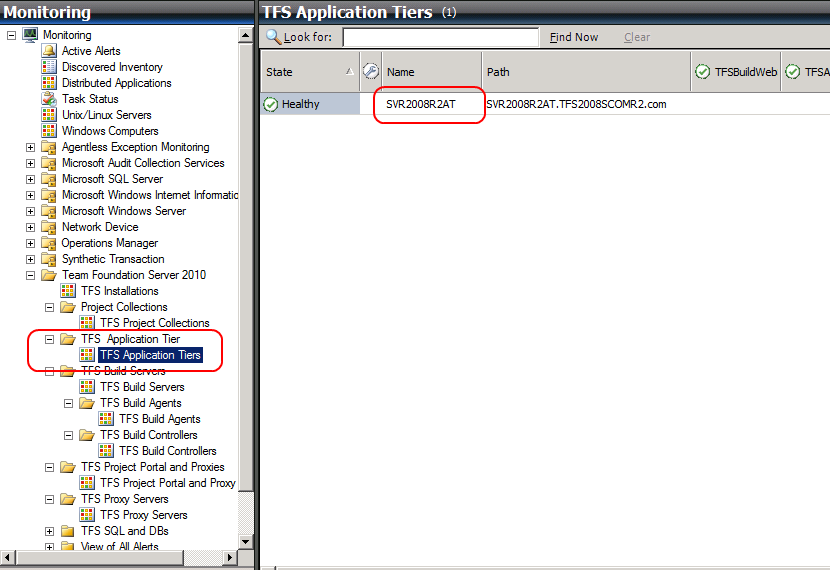 Monitoring
Monitoring
Active Alerts
Discovered Inventory
Distributed Applications
Task Status
Unix/Linux Servers
Windows Computers
Agentless Exception Monitoring
Microsoft Audit Collection Services
Microsoft SQL Server
Microsoft Windows Internet Informatio
Microsoft Windows Server
Network Device
Operations Manager
Synthetic Transaction
Team Foundation Server 2010
TFS Installations
Project Collections
TFS Project Collections
TFS Application Tier
TFS Application Tiers
TFS Build Servers
TFS Build Servers
TFS Build Agents
TFS Build Agents
TFS Build Controllers
TFS Build Controllers
TFS Project Portal and Proxies
TFS Project Portal and Proxy
TFS Proxy Servers
TFS Proxy Servers
TFS SQL and DBs
View of All Alerts
TFS Application Tiers (1)
Look for: Find Now Clear
State Name Path TFSBuildWeb TFSA
Healthy SVR2008R2AT SVR2008R2AT.TFS2008SCOMR2.com